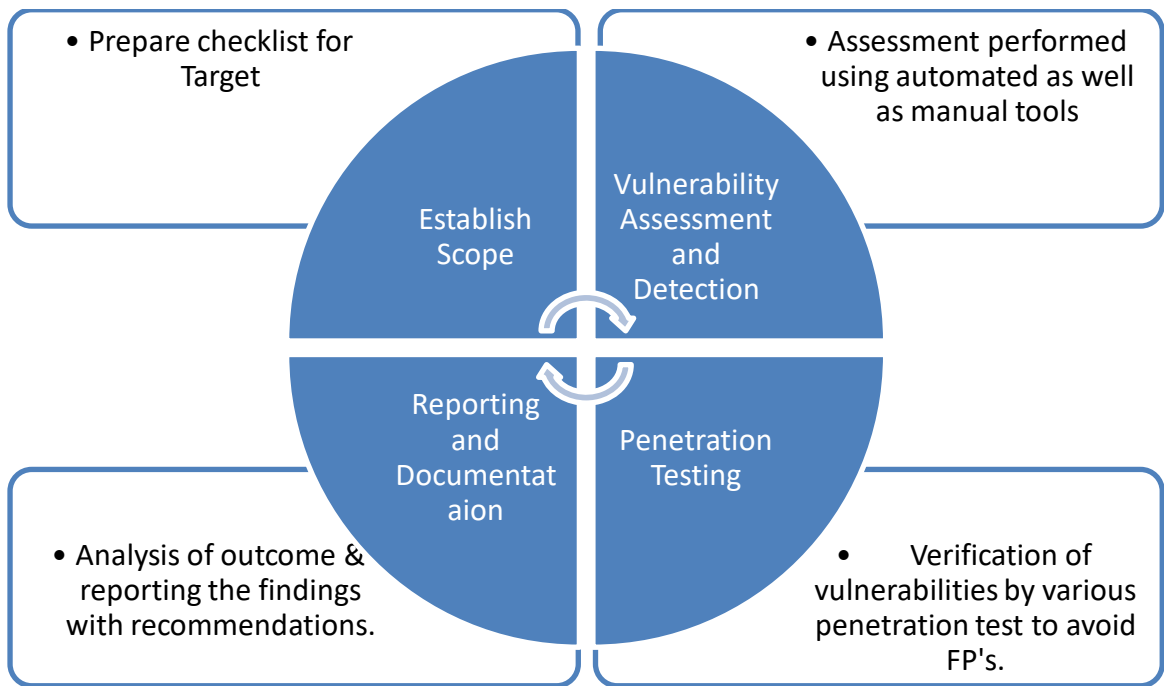 • Prepare checklist for
Target
• Assessment performed
using automated as well
as manual tools
Establish
Scope
Vulnerability
Assessment
and
Detection
Reporting
and
Documentat
aion
Penetration
Testing
• Analysis of outcome &
reporting the findings
with recommendations.
• Verification of
vulnerabilities by various
penetration test to avoid
FP's.